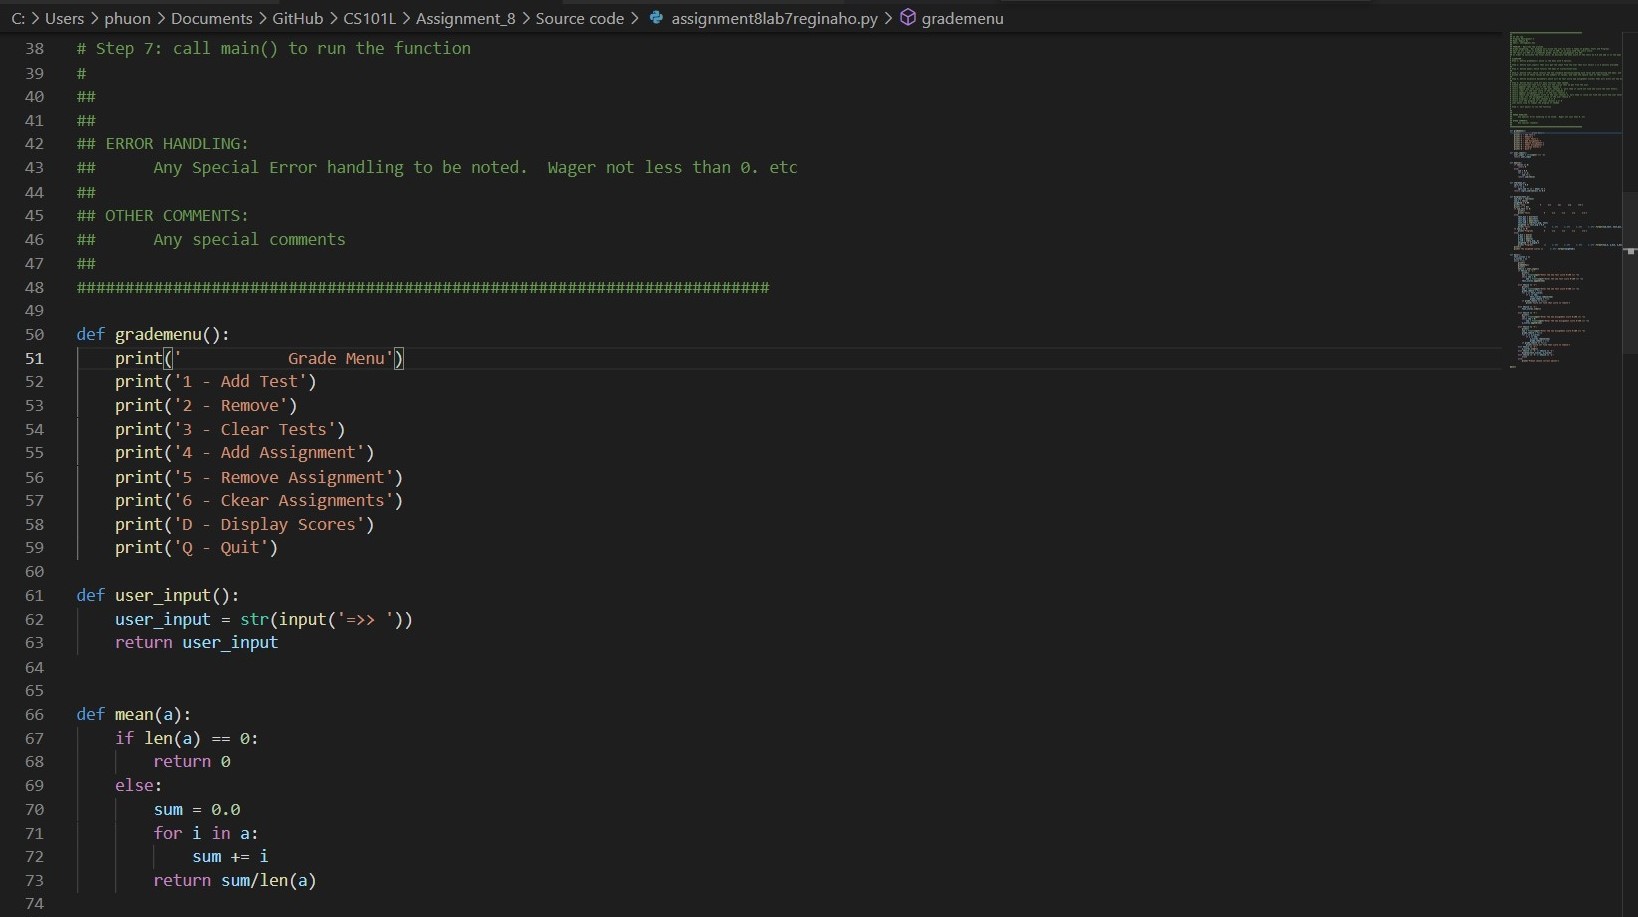 C: > Users > phuon > Documents > GitHub > CS101L > Assignment_8 > Source code > assignment8lab7reginaho.py > grademenu
38 # Step 7: call main() to run the function
39 #
40 ##
41 ##
42 ## ERROR HANDLING:
43 ##      Any Special Error handling to be noted.  Wager not less than 0. etc
44 ##
45 ## OTHER COMMENTS:
46 ##      Any special comments
47 ##
48 ########################################################################
49
50 def grademenu():
51     print('           Grade Menu')
52     print('1 - Add Test')
53     print('2 - Remove')
54     print('3 - Clear Tests')
55     print('4 - Add Assignment')
56     print('5 - Remove Assignment')
57     print('6 - Ckear Assignments')
58     print('D - Display Scores')
59     print('Q - Quit')
60
61 def user_input():
62     user_input = str(input('=>> '))
63     return user_input
64
65
66 def mean(a):
67     if len(a) == 0:
68         return 0
69     else:
70         sum = 0.0
71         for i in a:
72             sum += i
73         return sum/len(a)
74